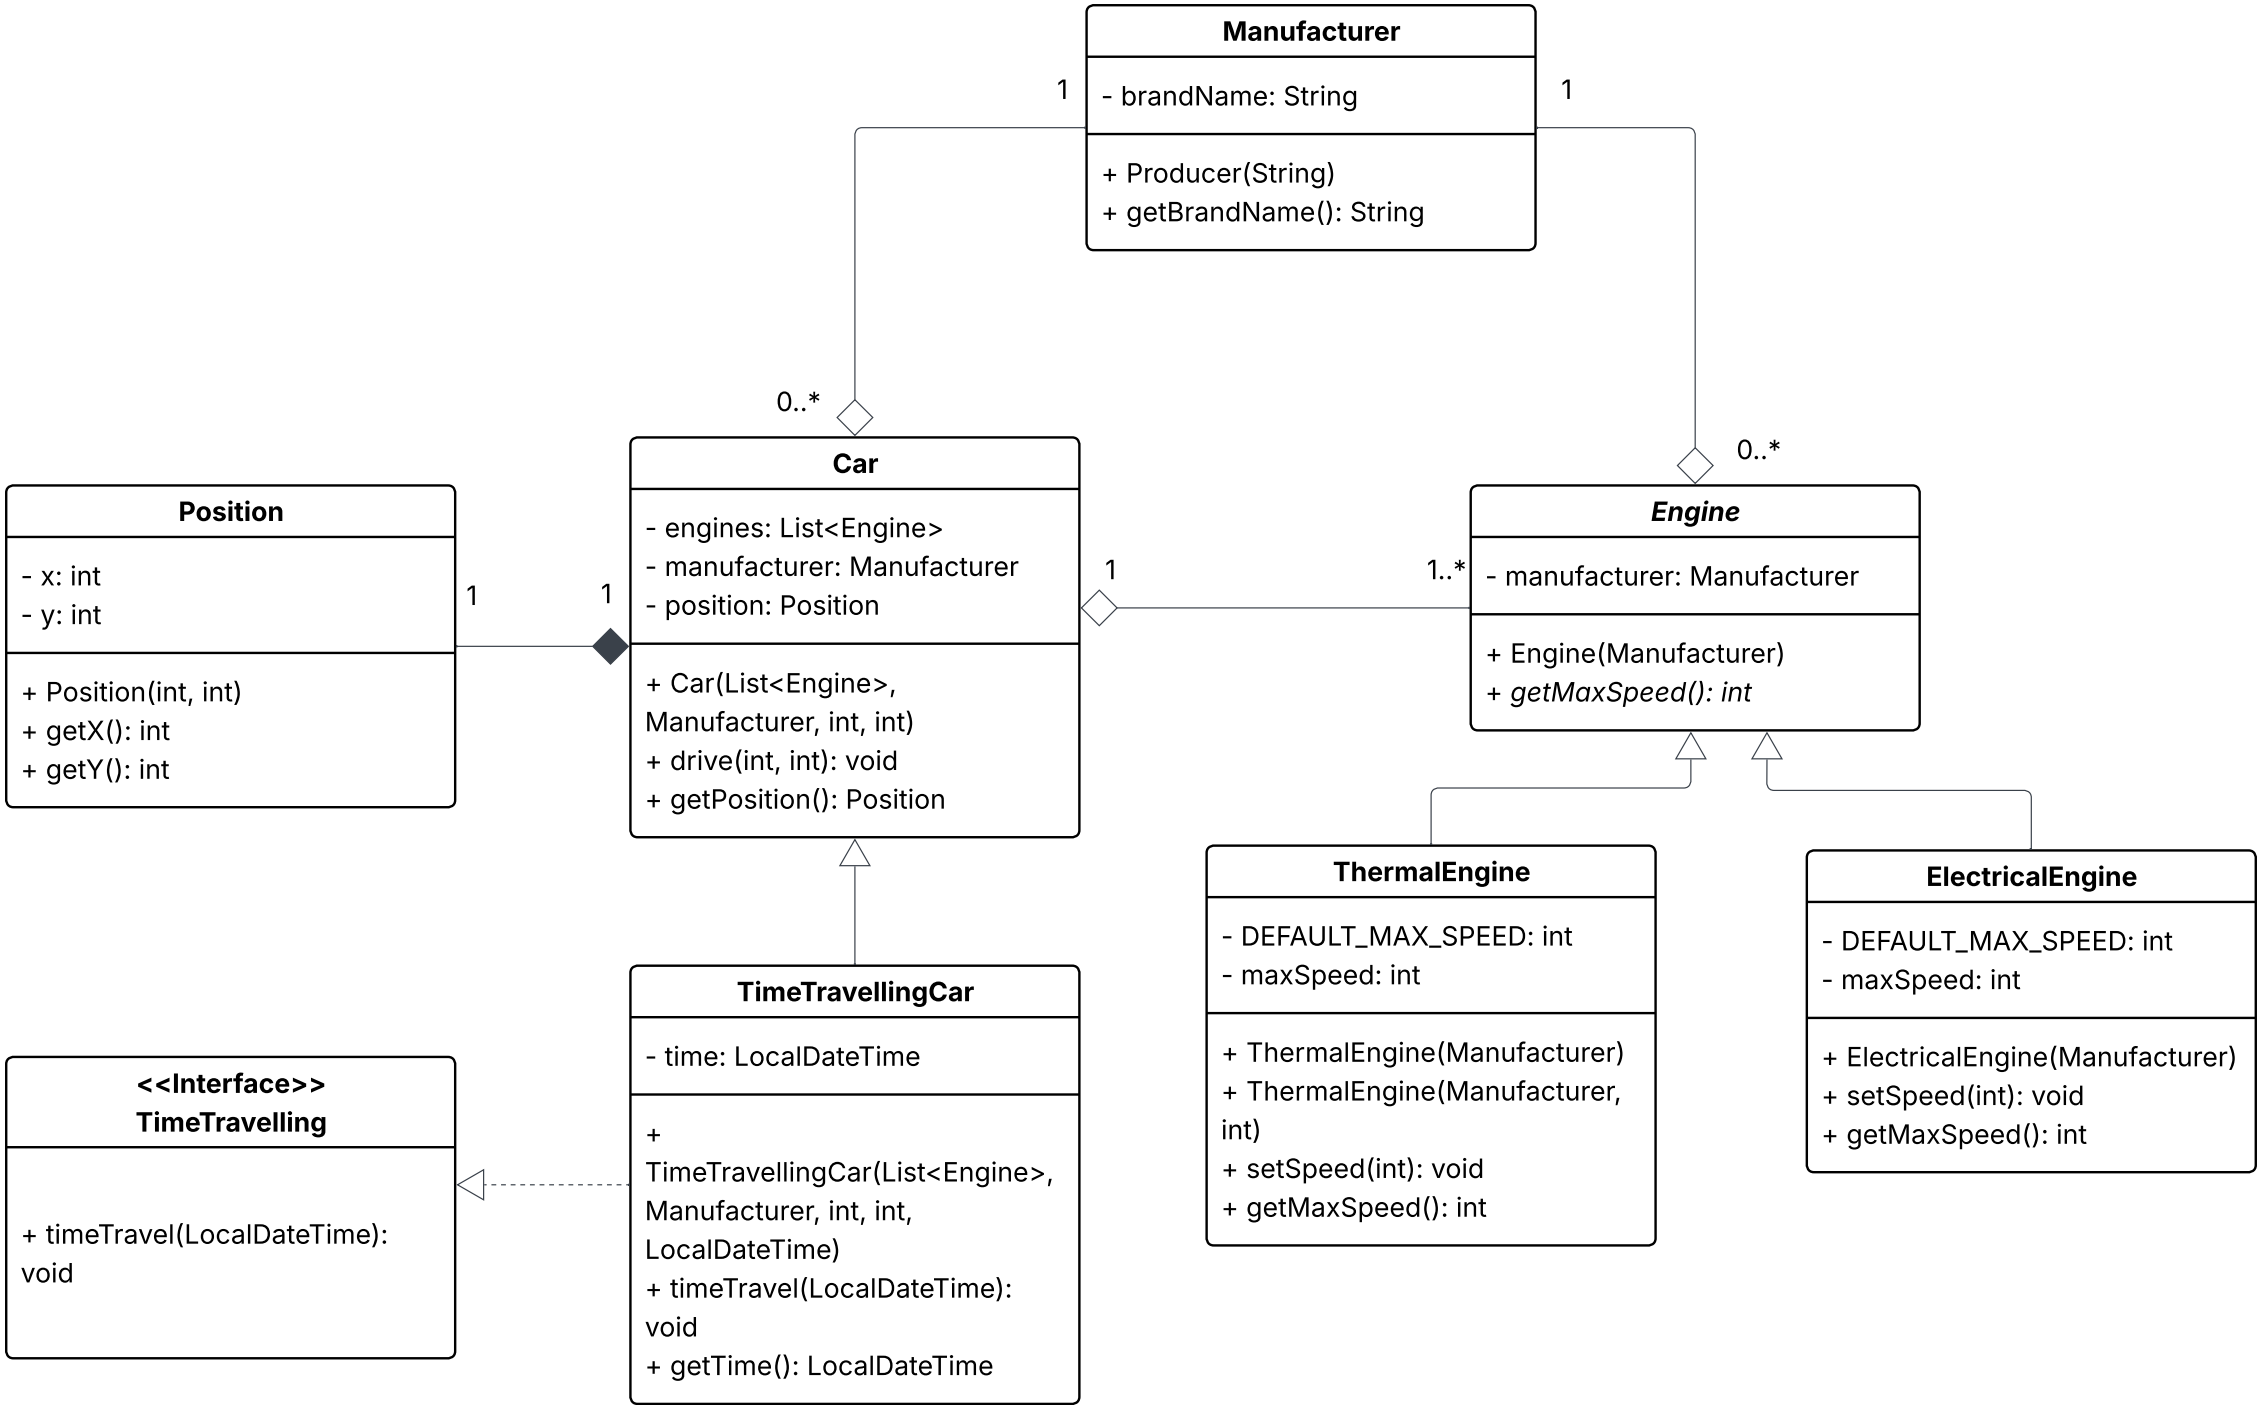 Manufacturer
- brandName: String
+ Producer(String)
+ getBrandName(): String
1
1
0..*
0..*
Car
- engines: List<Engine>
- manufacturer: Manufacturer
- position: Position
+ Car(List<Engine>,
Manufacturer, int, int)
+ drive(int, int): void
+ getPosition(): Position
Position
- x: int
- y: int
+ Position(int, int)
+ getX(): int
+ getY(): int
1
1
1
1..*
Engine
- manufacturer: Manufacturer
+ Engine(Manufacturer)
+ getMaxSpeed(): int
ThermalEngine
- DEFAULT_MAX_SPEED: int
- maxSpeed: int
+ ThermalEngine(Manufacturer)
+ ThermalEngine(Manufacturer,
int)
+ setSpeed(int): void
+ getMaxSpeed(): int
ElectricalEngine
- DEFAULT_MAX_SPEED: int
- maxSpeed: int
+ ElectricalEngine(Manufacturer)
+ setSpeed(int): void
+ getMaxSpeed(): int
TimeTravellingCar
- time: LocalDateTime
+
TimeTravellingCar(List<Engine>,
Manufacturer, int, int,
LocalDateTime)
+ timeTravel(LocalDateTime):
void
+ getTime(): LocalDateTime
<<Interface>>
TimeTravelling
+ timeTravel(LocalDateTime):
void